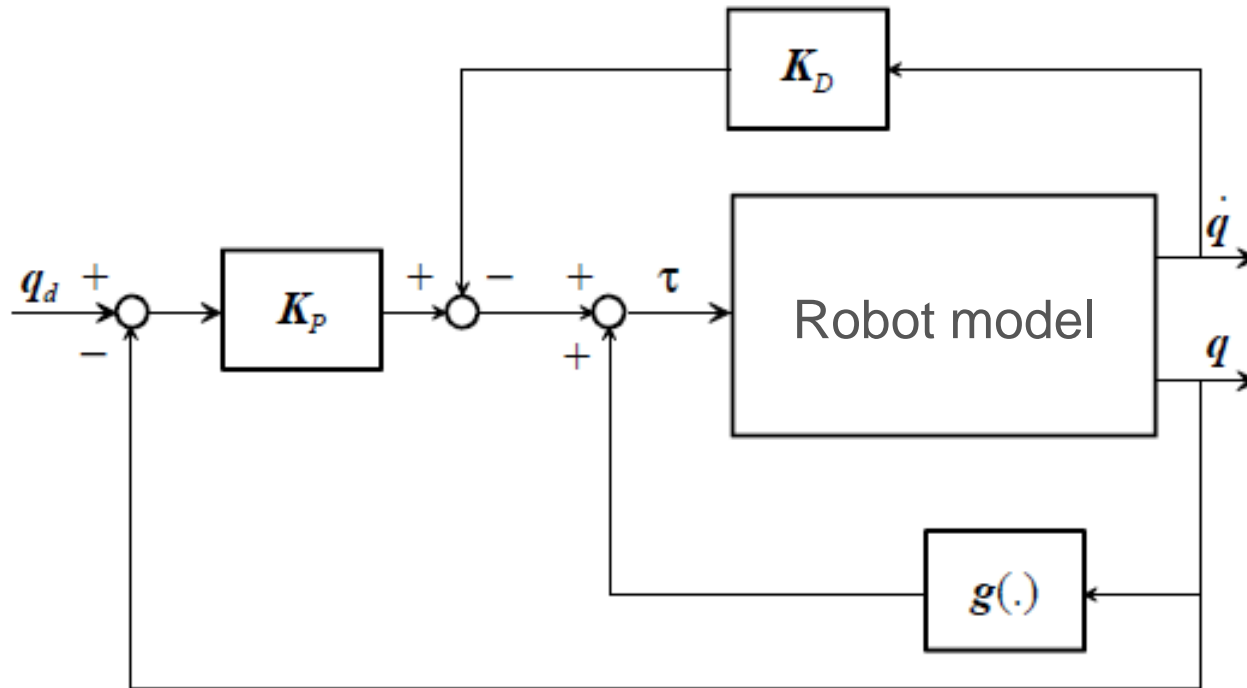 K_D
q̇
q_d + − K_P + − + + τ Robot model
q
g(.)